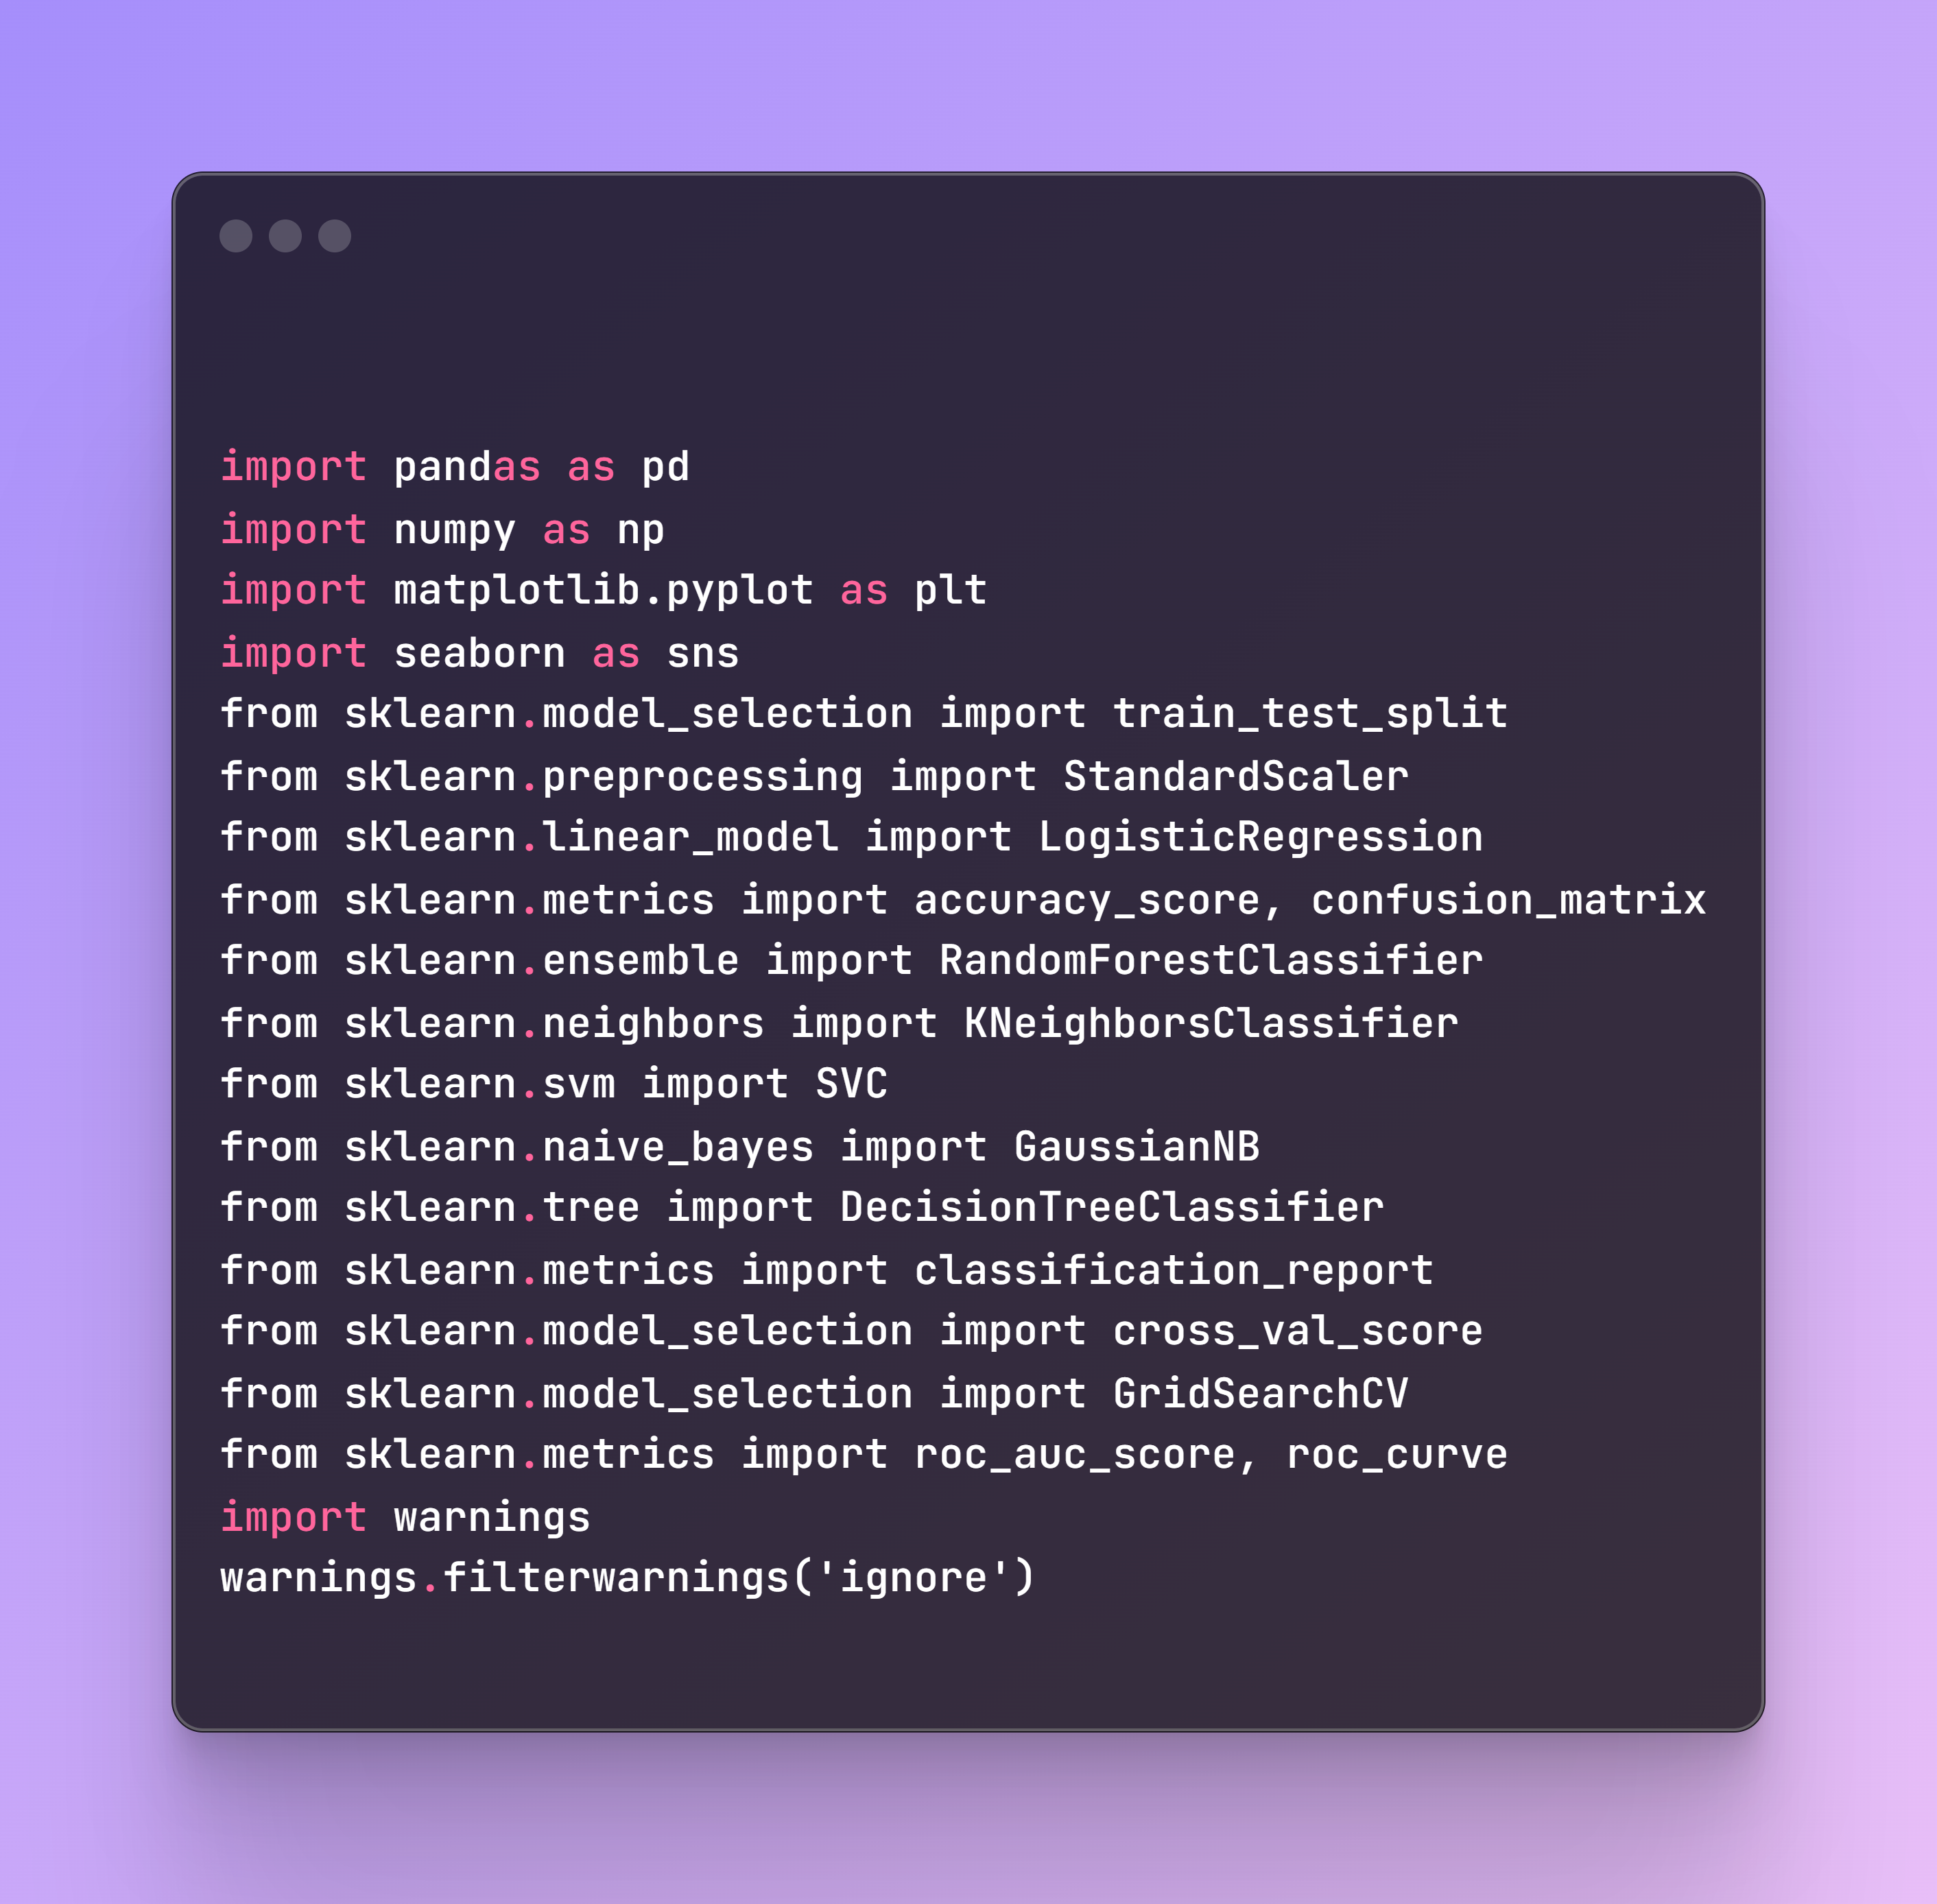 import pandas as pd
import numpy as np
import matplotlib.pyplot as plt
import seaborn as sns
from sklearn.model_selection import train_test_split
from sklearn.preprocessing import StandardScaler
from sklearn.linear_model import LogisticRegression
from sklearn.metrics import accuracy_score, confusion_matrix
from sklearn.ensemble import RandomForestClassifier
from sklearn.neighbors import KNeighborsClassifier
from sklearn.svm import SVC
from sklearn.naive_bayes import GaussianNB
from sklearn.tree import DecisionTreeClassifier
from sklearn.metrics import classification_report
from sklearn.model_selection import cross_val_score
from sklearn.model_selection import GridSearchCV
from sklearn.metrics import roc_auc_score, roc_curve
import warnings
warnings.filterwarnings('ignore')